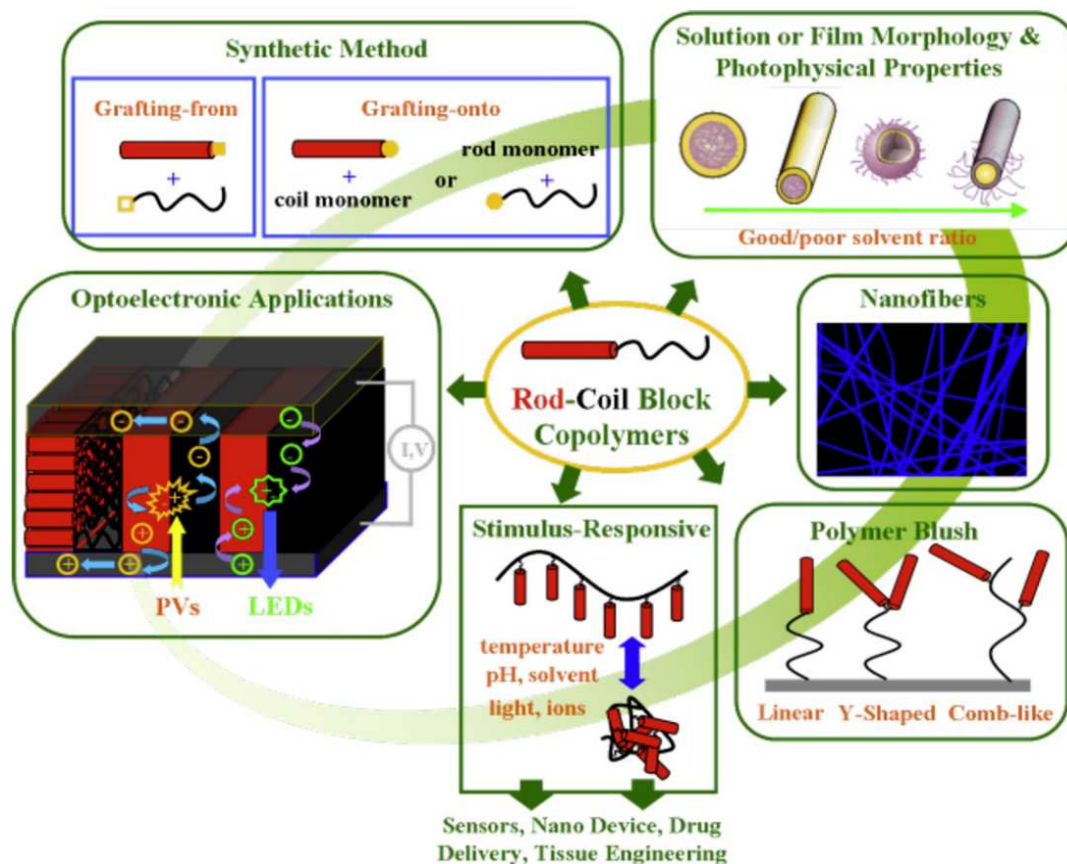 Synthetic Method
Grafting-from
+
Grafting-onto
+
coil monomer
or
rod monomer
+
Solution or Film Morphology &
Photophysical Properties
Good/poor solvent ratio
Optoelectronic Applications
I,V
PVs
LEDs
Rod-Coil Block
Copolymers
Nanofibers
Stimulus-Responsive
temperature
pH, solvent
light, ions
Sensors, Nano Device, Drug
Delivery, Tissue Engineering
Polymer Blush
Linear Y-Shaped Comb-like